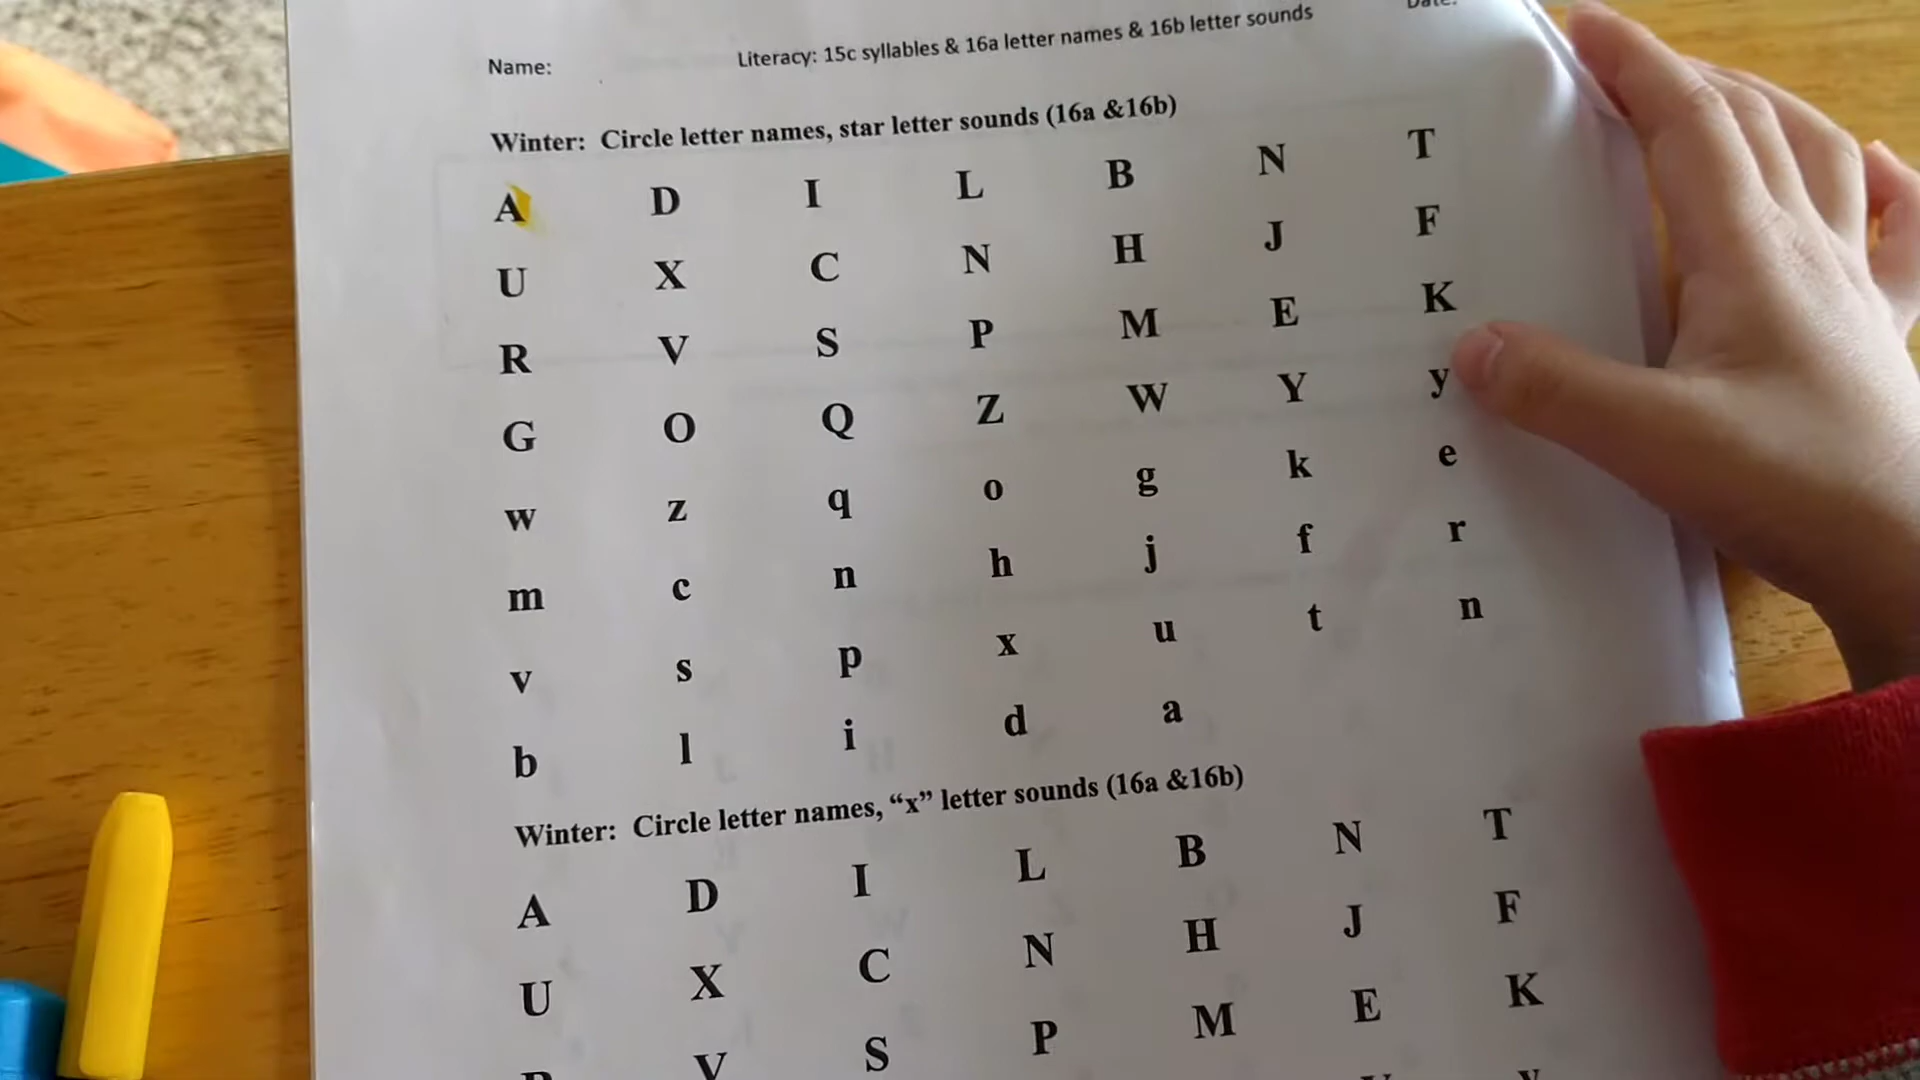 Name: Literacy: 15c syllables & 16a letter names & 16b letter sounds Date:
Winter: Circle letter names, star letter sounds (16a &16b)
A D I L B N T
U X C N H J F
R V S P M E K
G O Q Z W Y y
w z q o g k e
m c n h j f r
v s p x u t n
b l i d a
Winter: Circle letter names, “x” letter sounds (16a &16b)
A D I L B N T
U X C N H J F
V S P M E K